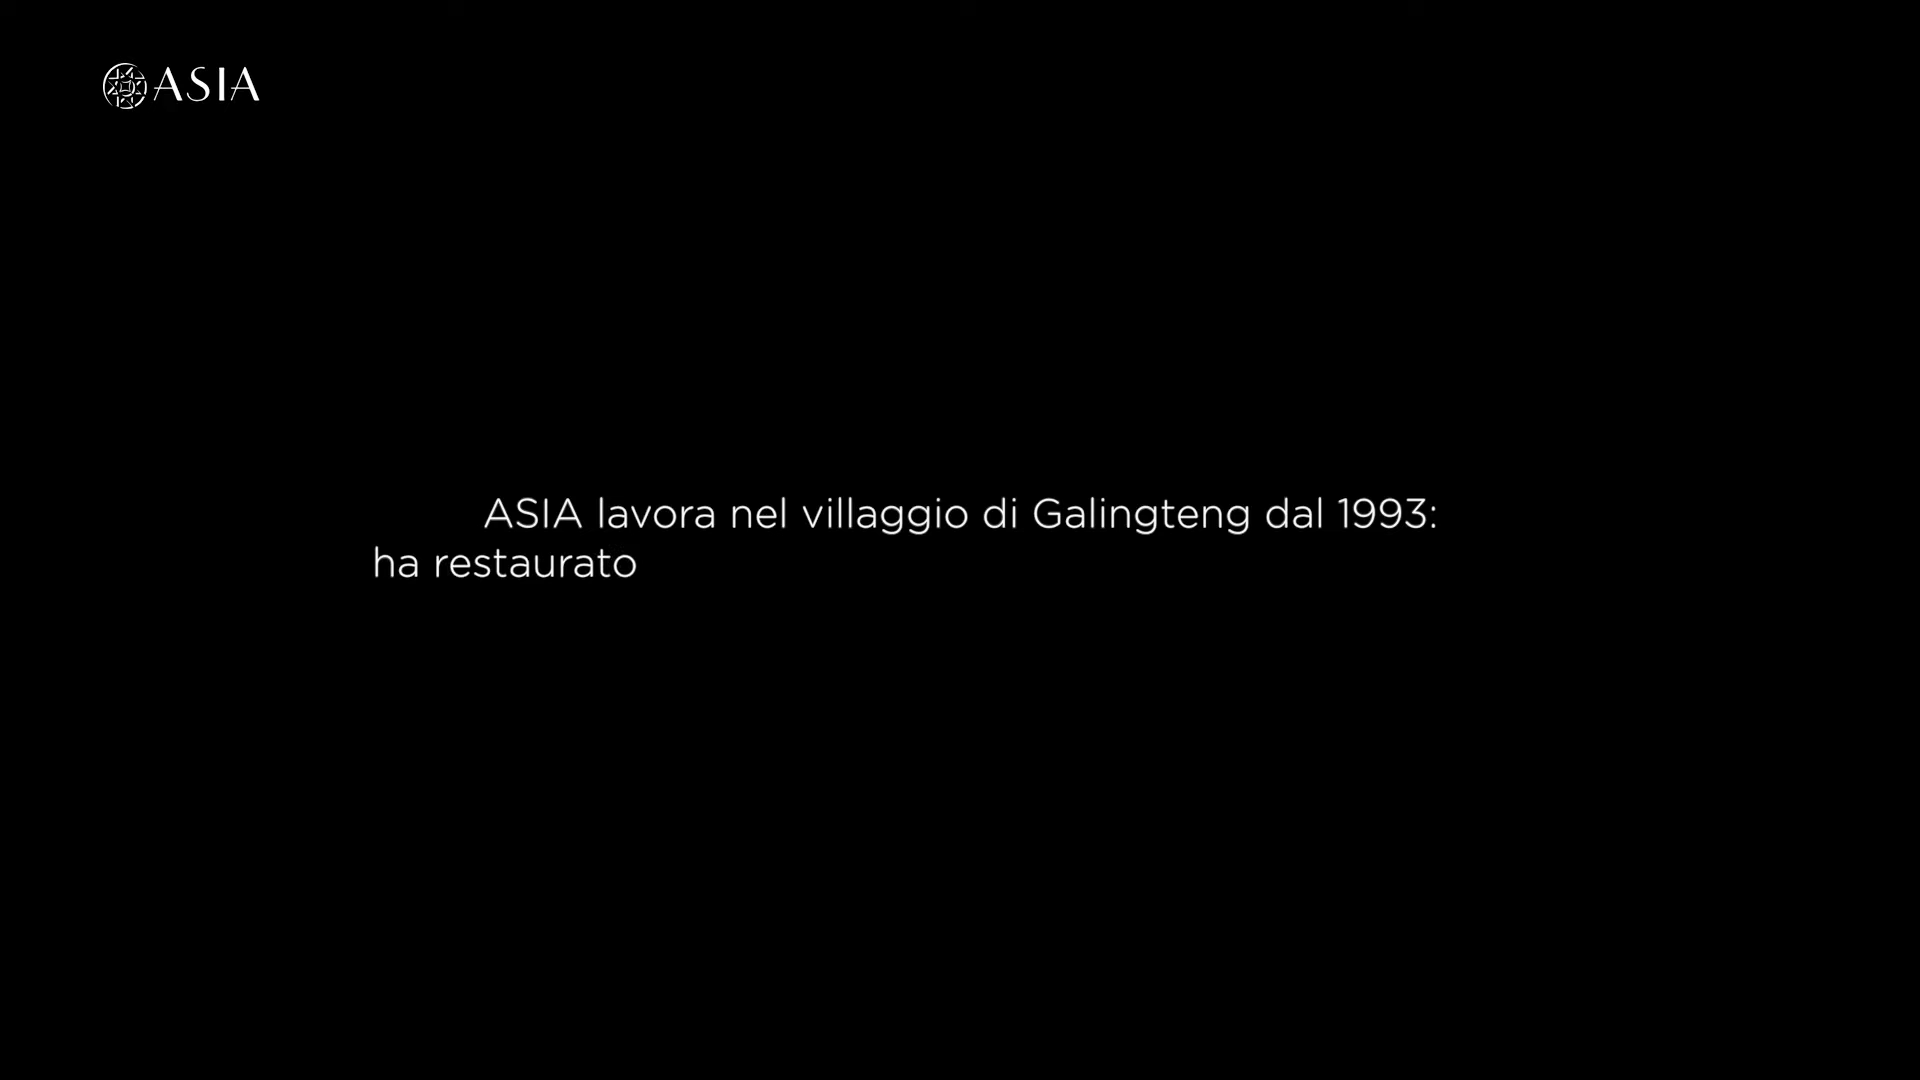 ASIA
ASIA lavora nel villaggio di Galingteng dal 1993:
ha restaurato